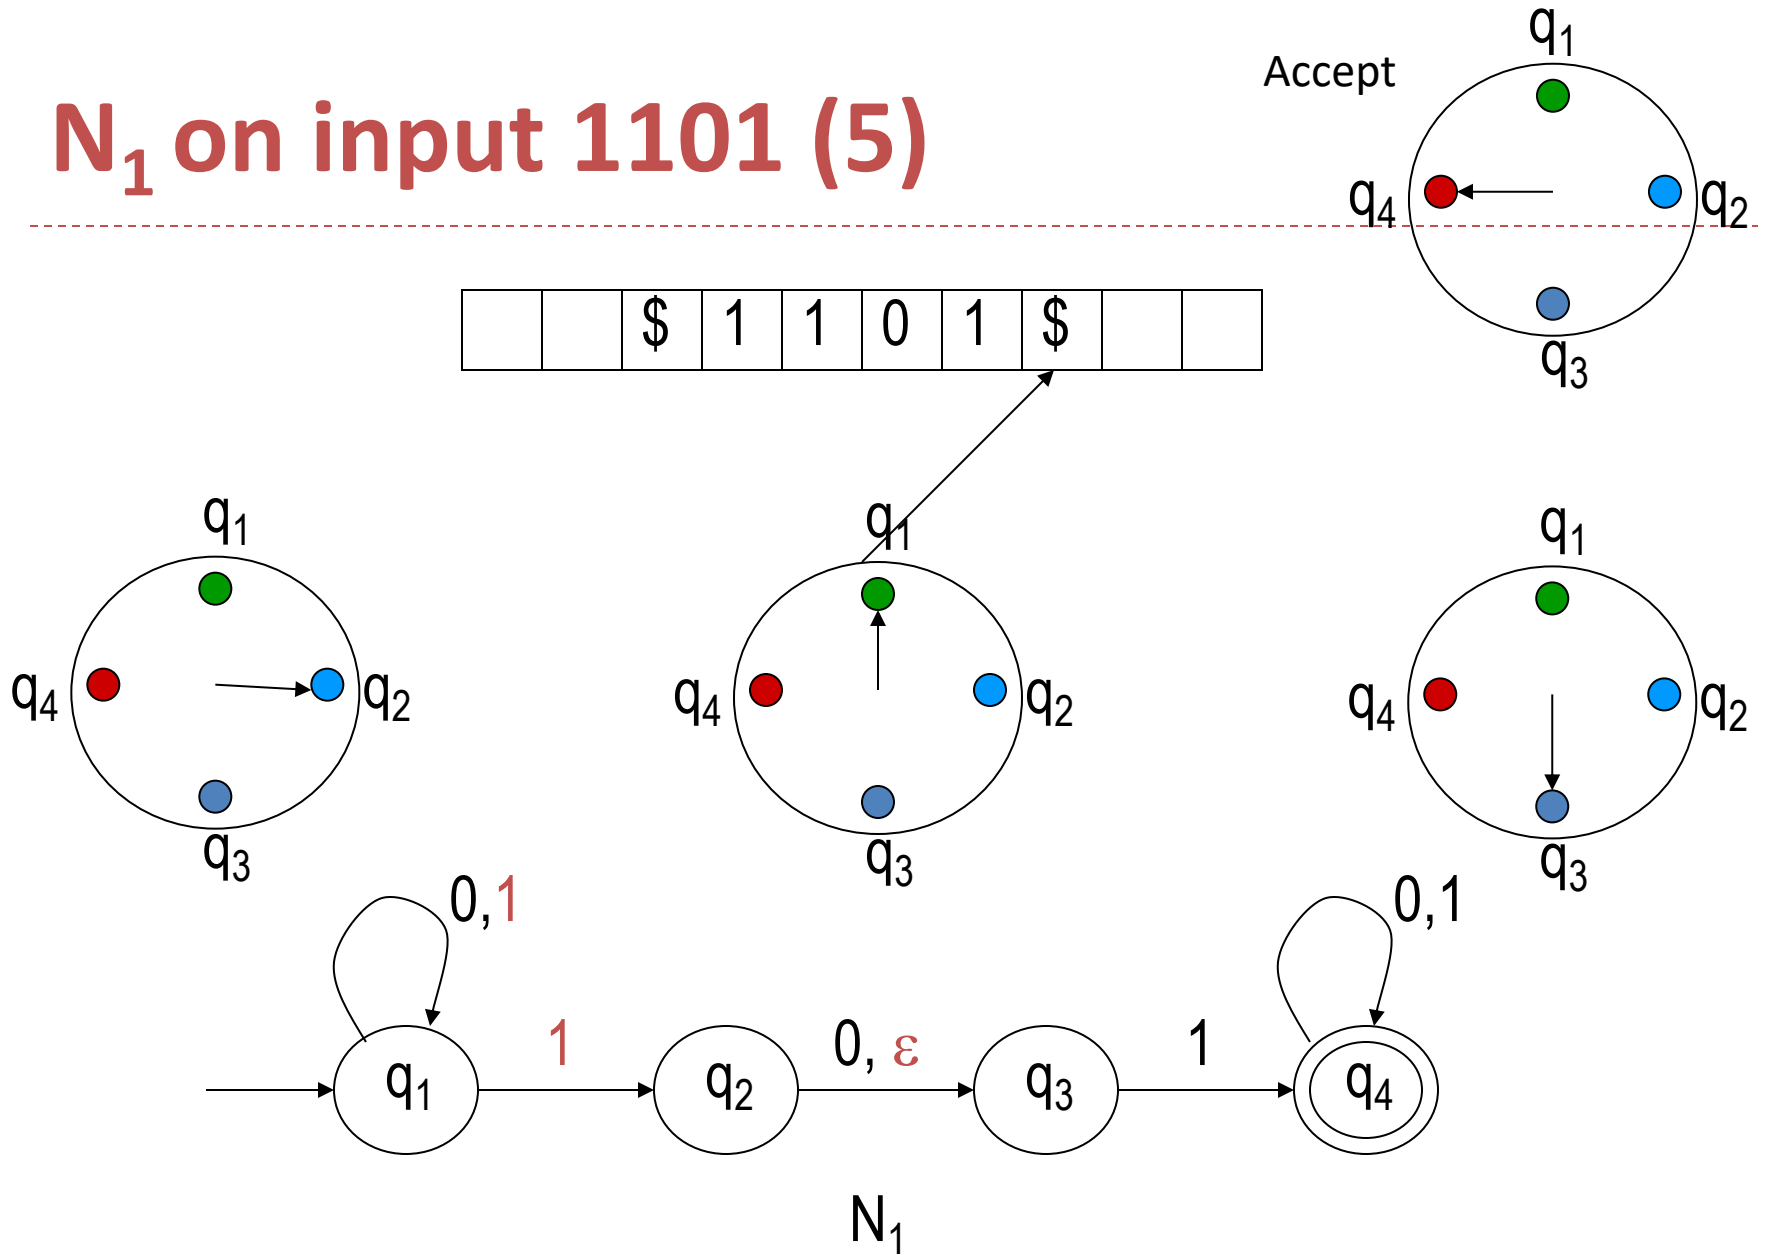 q1
Accept
N1 on input 1101 (5)
q4
q2
$ 1 1 0 1 $
q3
q1
q1
q1
q4
q2
q4
q2
q4
q2
q3
q3
q3
0,1
0,1
1
0, ε
1
q1
q2
q3
q4
N1